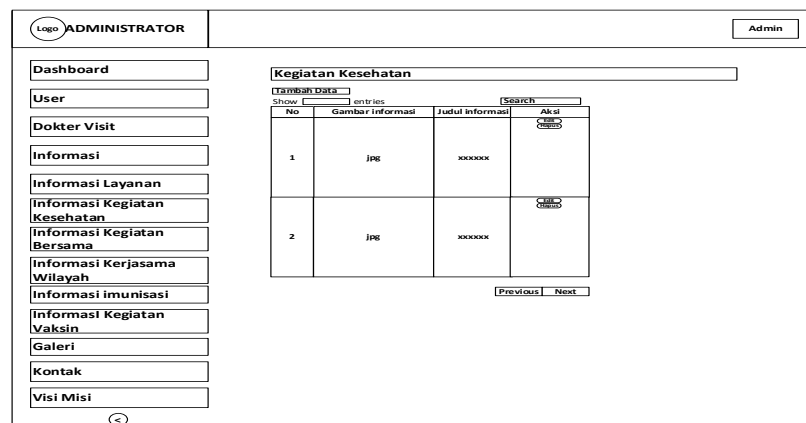 Logo ADMINISTRATOR
Admin
Dashboard
User
Dokter Visit
Informasi
Informasi Layanan
Informasi Kegiatan
Kesehatan
Informasi Kegiatan
Bersama
Informasi Kerjasama
Wilayah
Informasi imunisasi
InformasI Kegiatan
Vaksin
Galeri
Kontak
Visi Misi
<
Kegiatan Kesehatan
Tambah Data
Show entries Search
No Gambar informasi Judul informasi Aksi
Edit
Hapus
1 jpg xxxxxx
Edit
Hapus
2 jpg xxxxxx
Previous Next